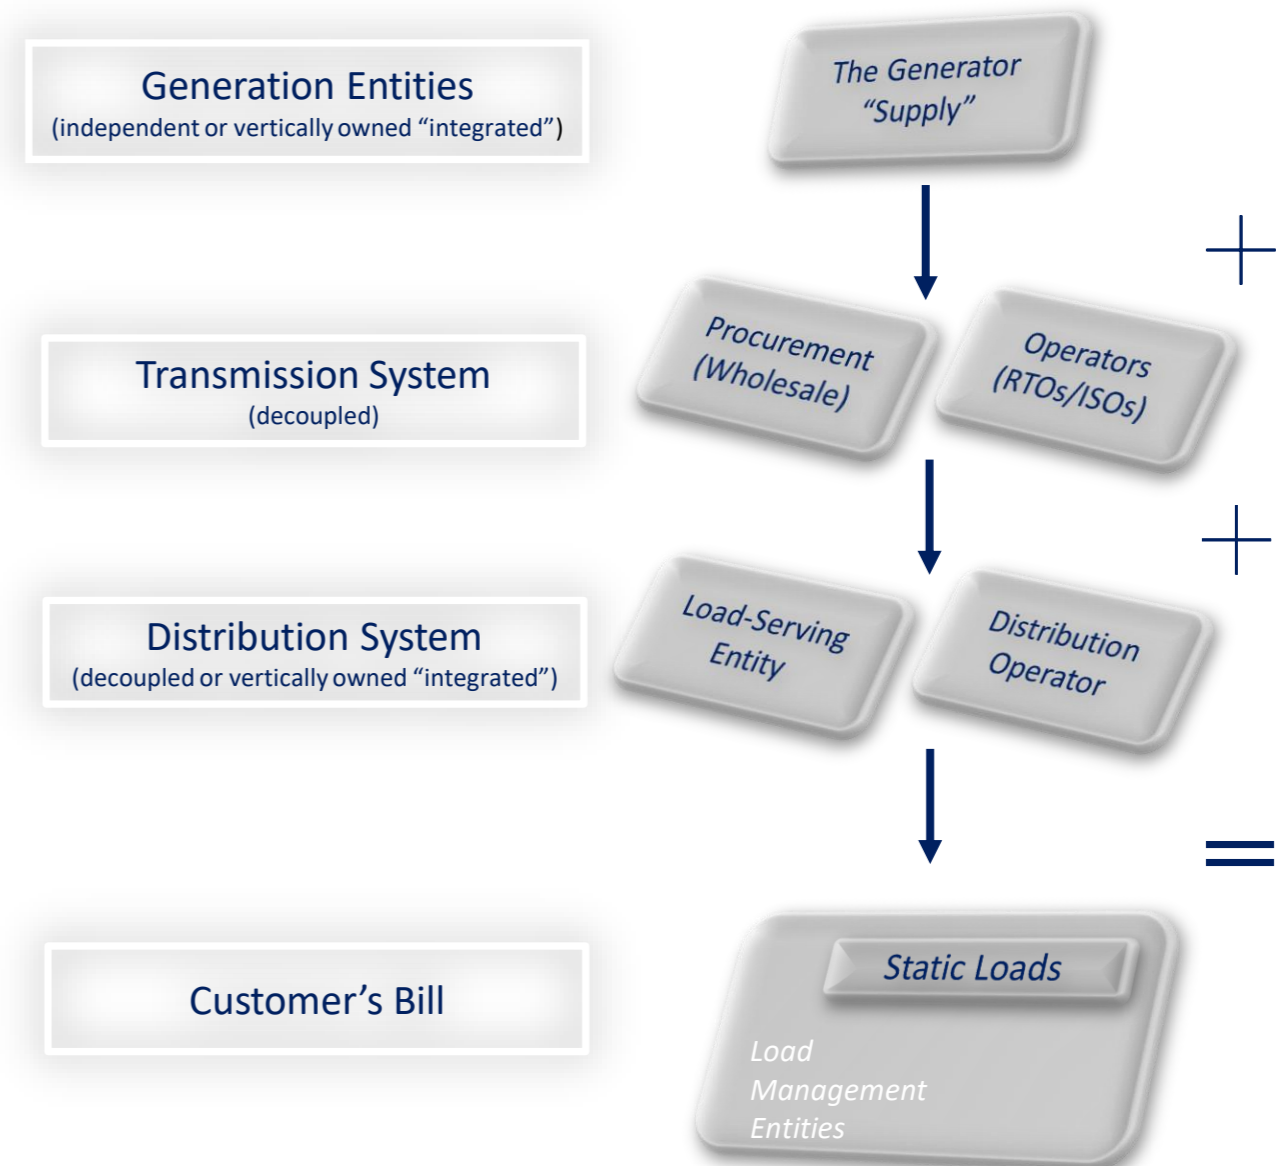 Generation Entities
(independent or vertically owned “integrated”)
The Generator
“Supply”
Transmission System
(decoupled)
Procurement
(Wholesale)
Operators
(RTOs/ISOs)
Distribution System
(decoupled or vertically owned “integrated”)
Load-Serving
Entity
Distribution
Operator
Customer’s Bill
Static Loads
Load
Management
Entities